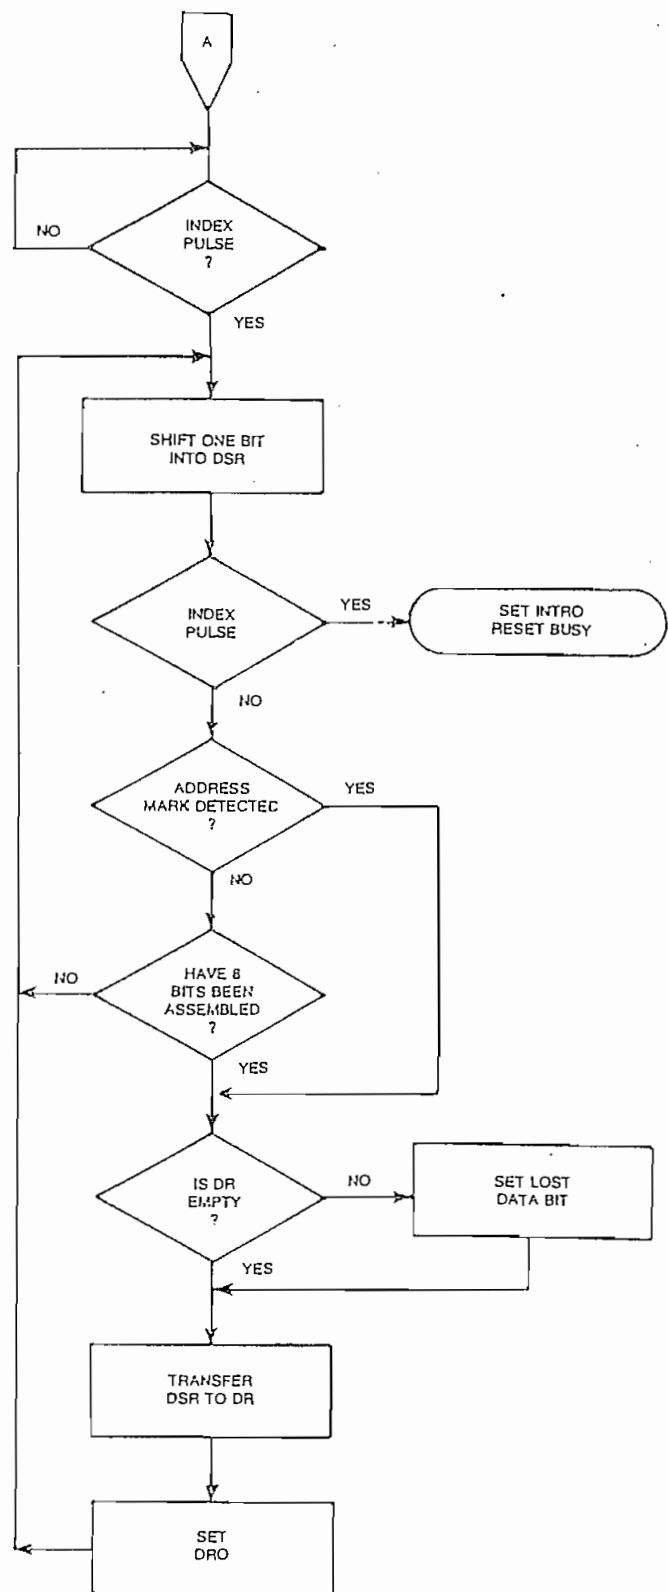 A
INDEX
PULSE
?
NO
YES
SHIFT ONE BIT
INTO DSR
INDEX
PULSE
YES
SET INTRO
RESET BUSY
NO
ADDRESS
MARK DETECTED
?
YES
NO
HAVE 8
BITS BEEN
ASSEMBLED
?
NO
YES
IS DR
EMPTY
?
NO
SET LOST
DATA BIT
YES
TRANSFER
DSR TO DR
SET
DRO